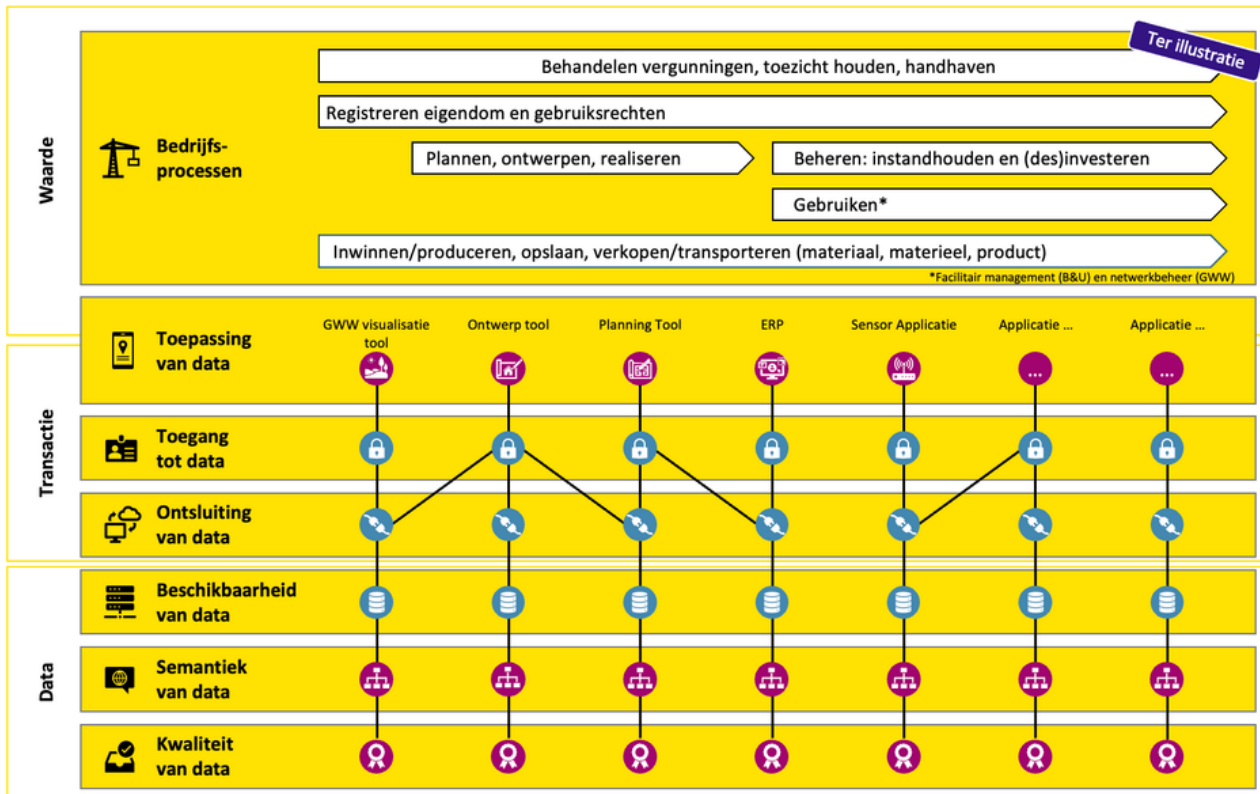 Ter illustratie
Waarde
Bedrijfs-
processen
Behandelen vergunningen, toezicht houden, handhaven
Registreren eigendom en gebruiksrechten
Plannen, ontwerpen, realiseren
Beheren: instandhouden en (des)investeren
Gebruiken*
Inwinnen/produceren, opslaan, verkopen/transporteren (materiaal, materieel, product)
*Facilitair management (B&U) en netwerkbeheer (GWW)
Toepassing
van data
GWW visualisatie
tool
Ontwerp tool
Planning Tool
ERP
Sensor Applicatie
Applicatie ...
Applicatie ...
...
...
Transactie
Toegang
tot data
Ontsluiting
van data
Data
Beschikbaarheid
van data
Semantiek
van data
Kwaliteit
van data